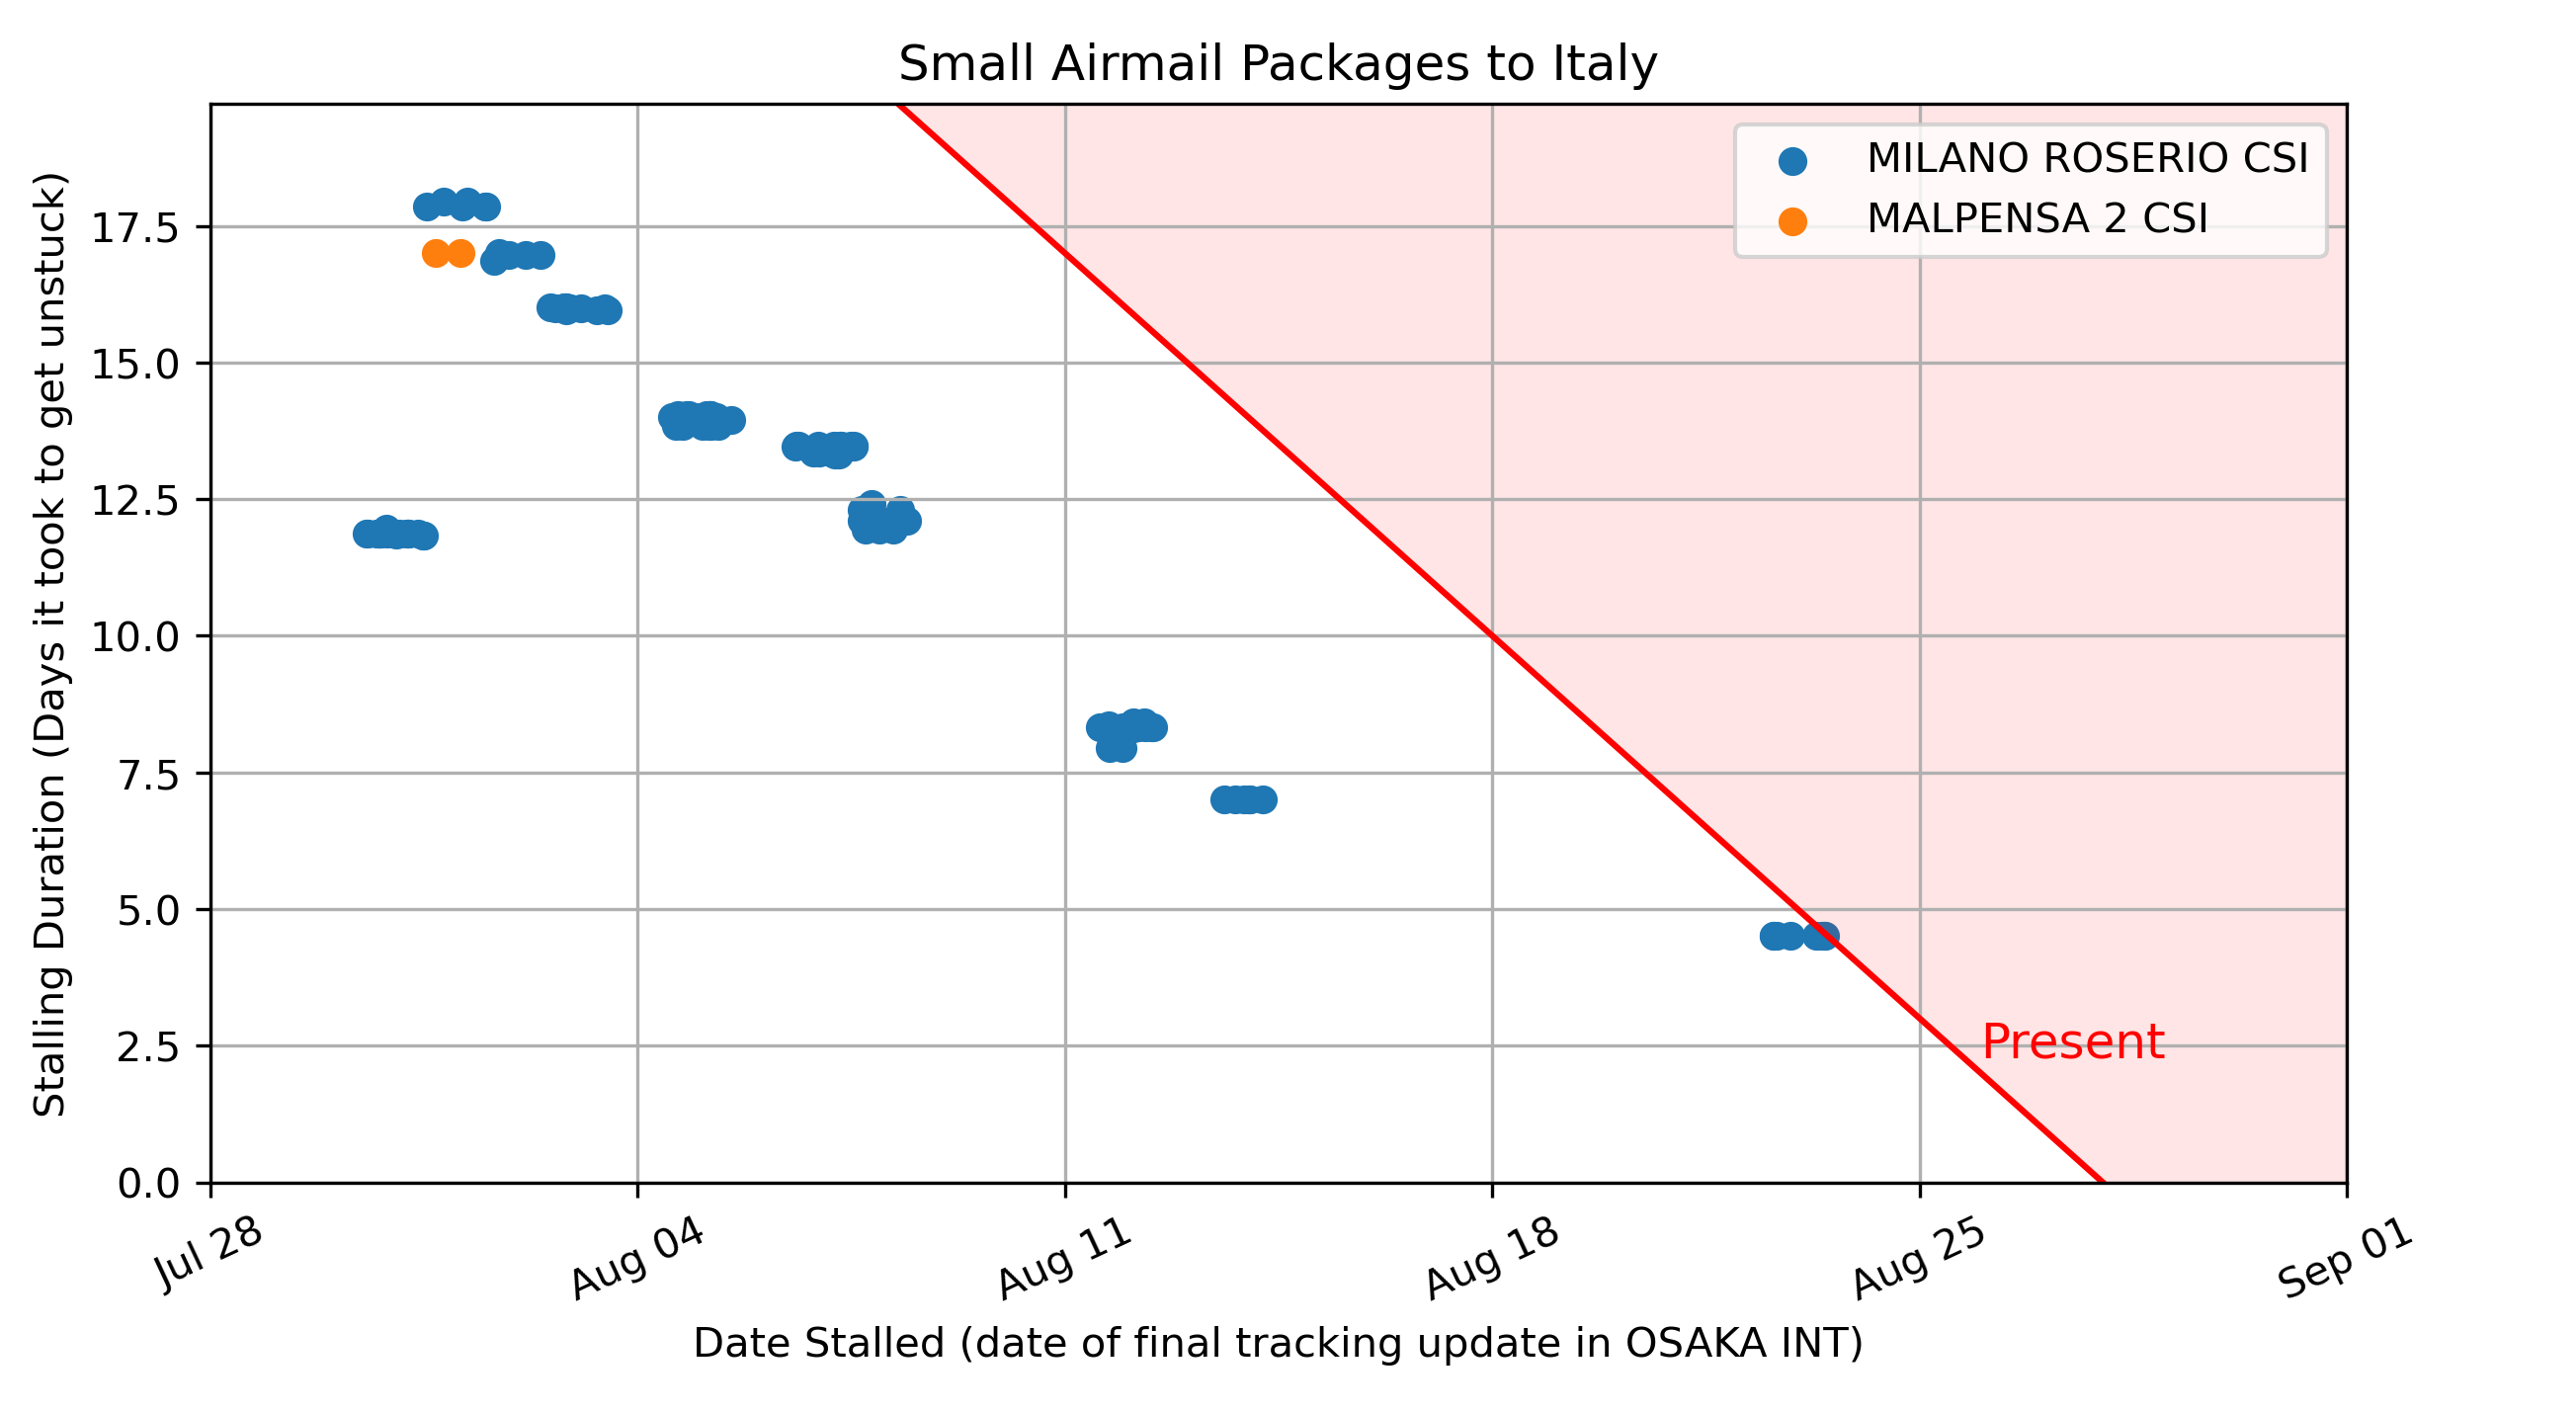 Small Airmail Packages to Italy
MILANO ROSERIO CSI
MALPENSA 2 CSI
Stalling Duration (Days it took to get unstuck)
17.5
15.0
12.5
10.0
7.5
5.0
2.5
0.0
Present
Jul 28
Aug 04
Aug 11
Aug 18
Aug 25
Sep 01
Date Stalled (date of final tracking update in OSAKA INT)